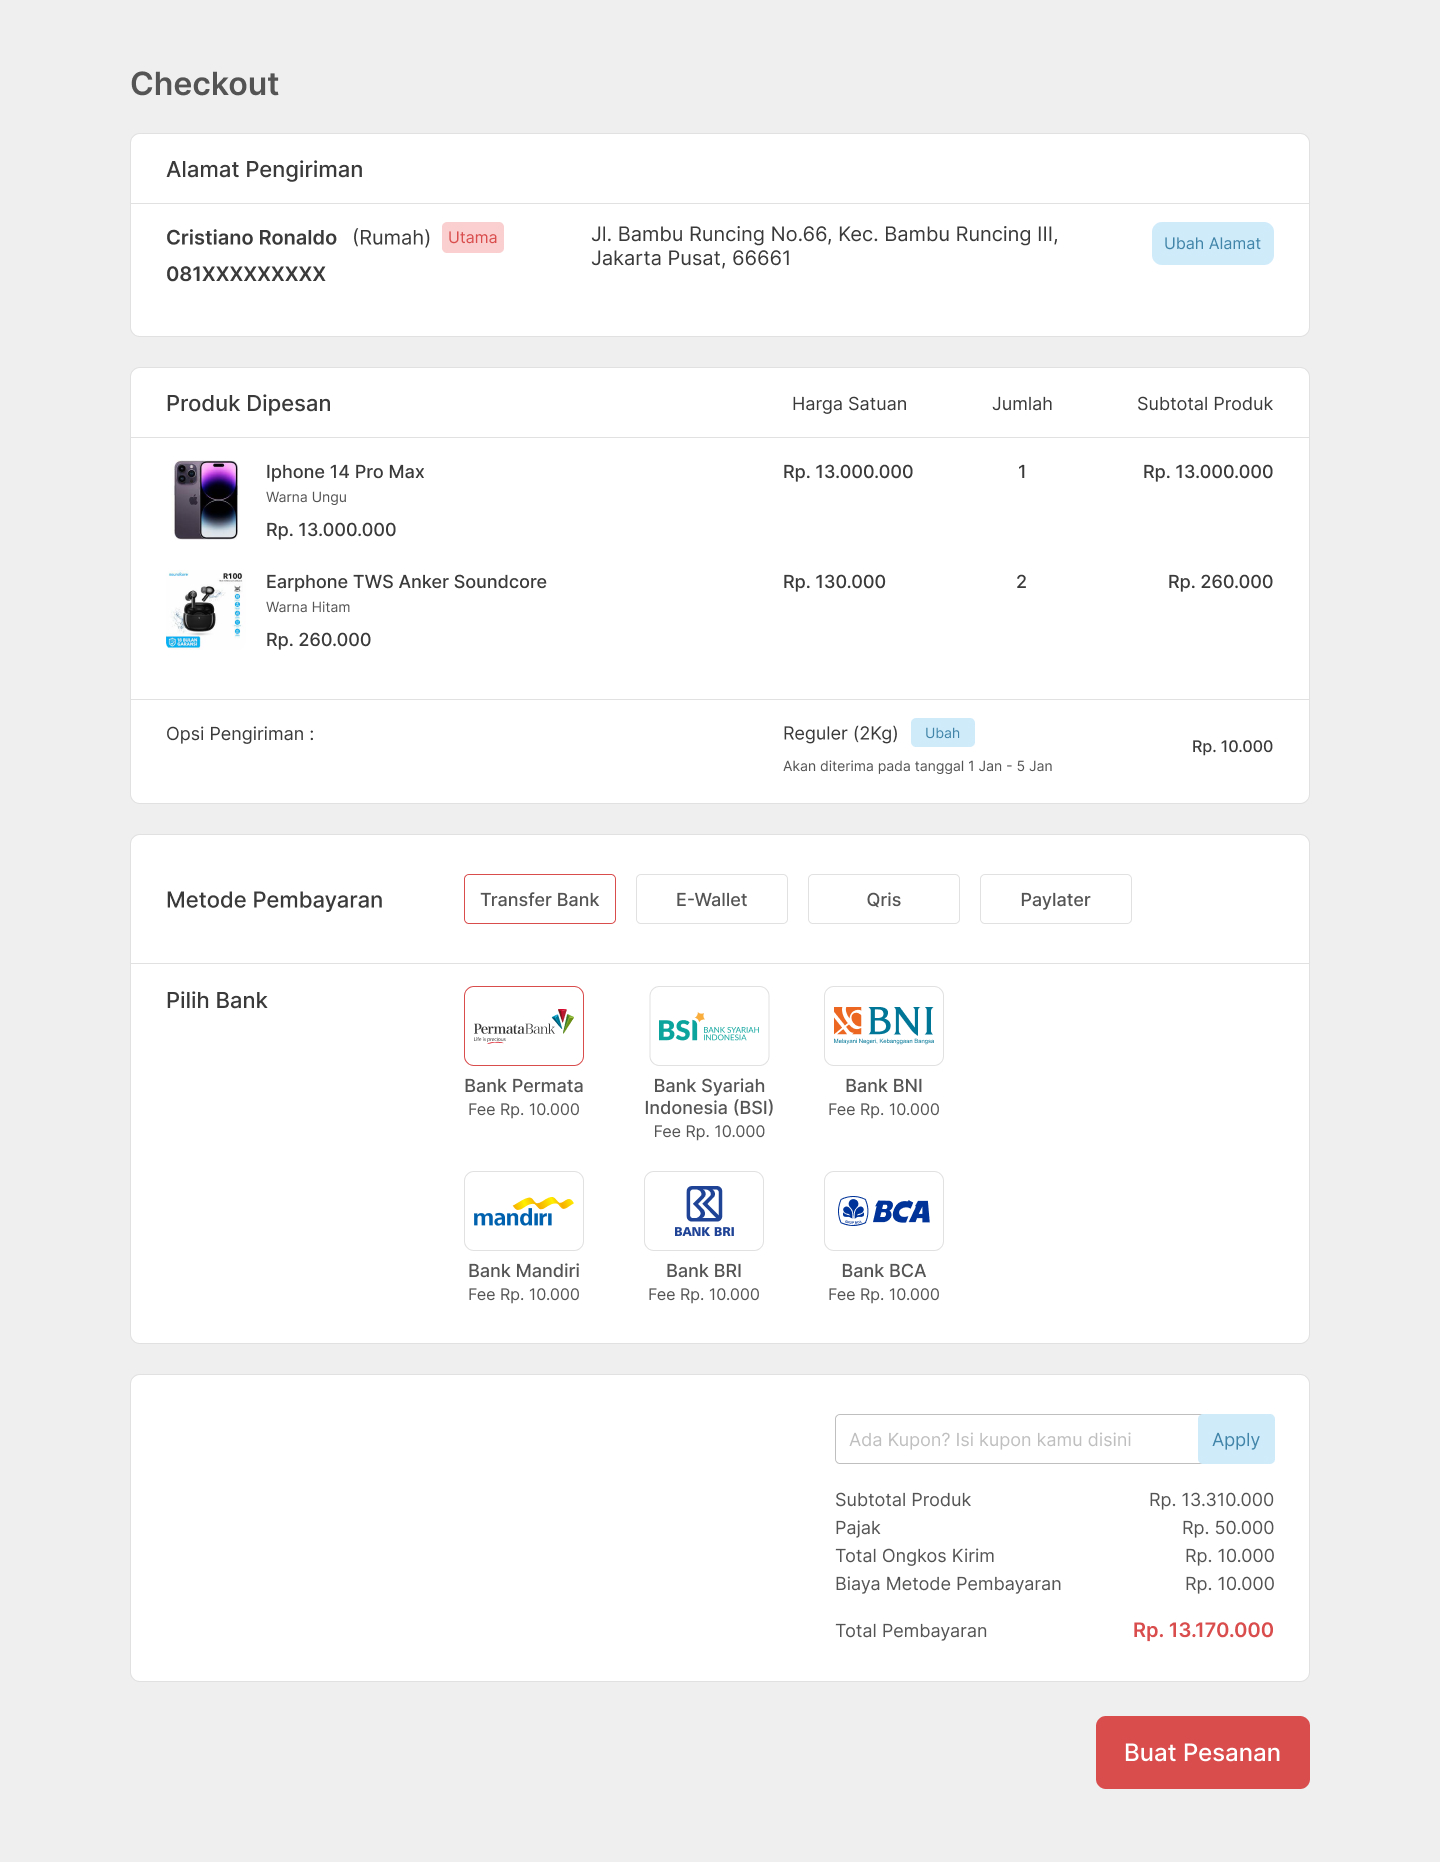 Checkout
Alamat Pengiriman
Cristiano Ronaldo (Rumah) Utama
081XXXXXXXXX
Jl. Bambu Runcing No.66, Kec. Bambu Runcing III,
Jakarta Pusat, 66661
Ubah Alamat
Produk Dipesan Harga Satuan Jumlah Subtotal Produk
Iphone 14 Pro Max Rp. 13.000.000 1 Rp. 13.000.000
Warna Ungu
Rp. 13.000.000
soundcore R100
Earphone TWS Anker Soundcore Rp. 130.000 2 Rp. 260.000
Warna Hitam
Rp. 260.000
Opsi Pengiriman : Reguler (2Kg) Ubah Rp. 10.000
Akan diterima pada tanggal 1 Jan - 5 Jan
Metode Pembayaran Transfer Bank E-Wallet Qris Paylater
Pilih Bank
PermataBank
Life is precious
BSI BANK SYARIAH
INDONESIA
BNI
Melayani Negeri, Kebanggaan Bangsa
Bank Permata
Fee Rp. 10.000
Bank Syariah
Indonesia (BSI)
Fee Rp. 10.000
Bank BNI
Fee Rp. 10.000
mandiri
BANK BRI
BCA
Bank Mandiri
Fee Rp. 10.000
Bank BRI
Fee Rp. 10.000
Bank BCA
Fee Rp. 10.000
Ada Kupon? Isi kupon kamu disini Apply
Subtotal Produk Rp. 13.310.000
Pajak Rp. 50.000
Total Ongkos Kirim Rp. 10.000
Biaya Metode Pembayaran Rp. 10.000
Total Pembayaran Rp. 13.170.000
Buat Pesanan